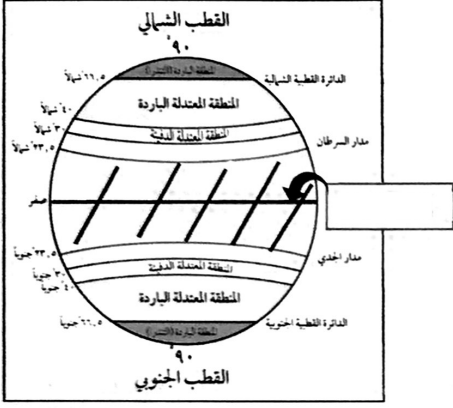 القطب الشمالي
°٩٠
المنطقة الباردة (التندرا)
٦٦,٥ شمالاً
الدائرة القطبية الشمالية
المنطقة المعتدلة الباردة
٤٠ شمالاً
٣٠ شمالاً
المنطقة المعتدلة الدفيئة
مدار السرطان
٢٣,٥ شمالاً
صفر
٢٣,٥ جنوباً
مدار الجدي
٣٠ جنوباً
المنطقة المعتدلة الدفيئة
٤٠ جنوباً
المنطقة المعتدلة الباردة
٦٦,٥ جنوباً
الدائرة القطبية الجنوبية
المنطقة الباردة (التندرا)
°٩٠
القطب الجنوبي